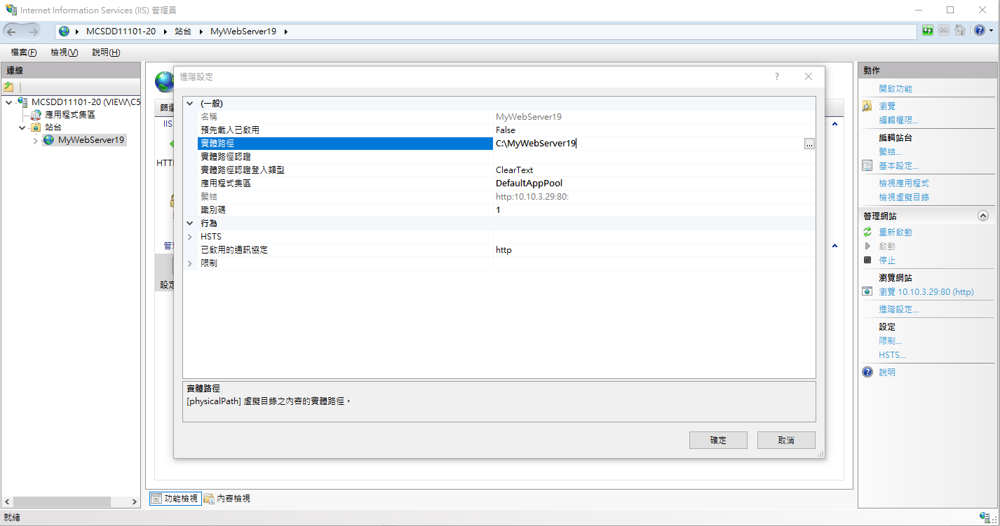 Internet Information Services (IIS) 管理員
MCSDD11101-20 站台 MyWebServer19
檔案(F) 檢視(V) 說明(H)
連線
MCSDD11101-20 (VIEW\C5
應用程式集區
站台
MyWebServer19
篩選
IIS
HTTP
管理
設定
進階設定
?
(一般)
名稱 MyWebServer19
預先載入已啟用 False
實體路徑 C:\MyWebServer19 ...
實體路徑認證
實體路徑認證登入類型 ClearText
應用程式集區 DefaultAppPool
繫結 http:10.10.3.29:80:
識別碼 1
行為
HSTS
已啟用的通訊協定 http
限制
實體路徑
[physicalPath] 虛擬目錄之內容的實體路徑。
確定 取消
功能檢視 內容檢視
動作
開啟功能
瀏覽
編輯權限...
編輯站台
繫結...
基本設定...
檢視應用程式
檢視虛擬目錄
管理網站
重新啟動
啟動
停止
瀏覽網站
瀏覽 10.10.3.29:80 (http)
進階設定...
設定
限制...
HSTS...
說明
就緒